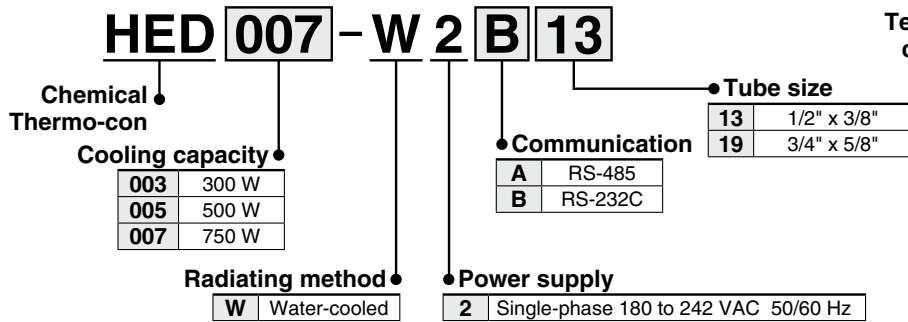 HED 007 - W 2 B 13
Te
Chemical
Thermo-con
Tube size
13 1/2" x 3/8"
19 3/4" x 5/8"
Cooling capacity
003 300 W
005 500 W
007 750 W
Communication
A RS-485
B RS-232C
Radiating method
W Water-cooled
Power supply
2 Single-phase 180 to 242 VAC 50/60 Hz